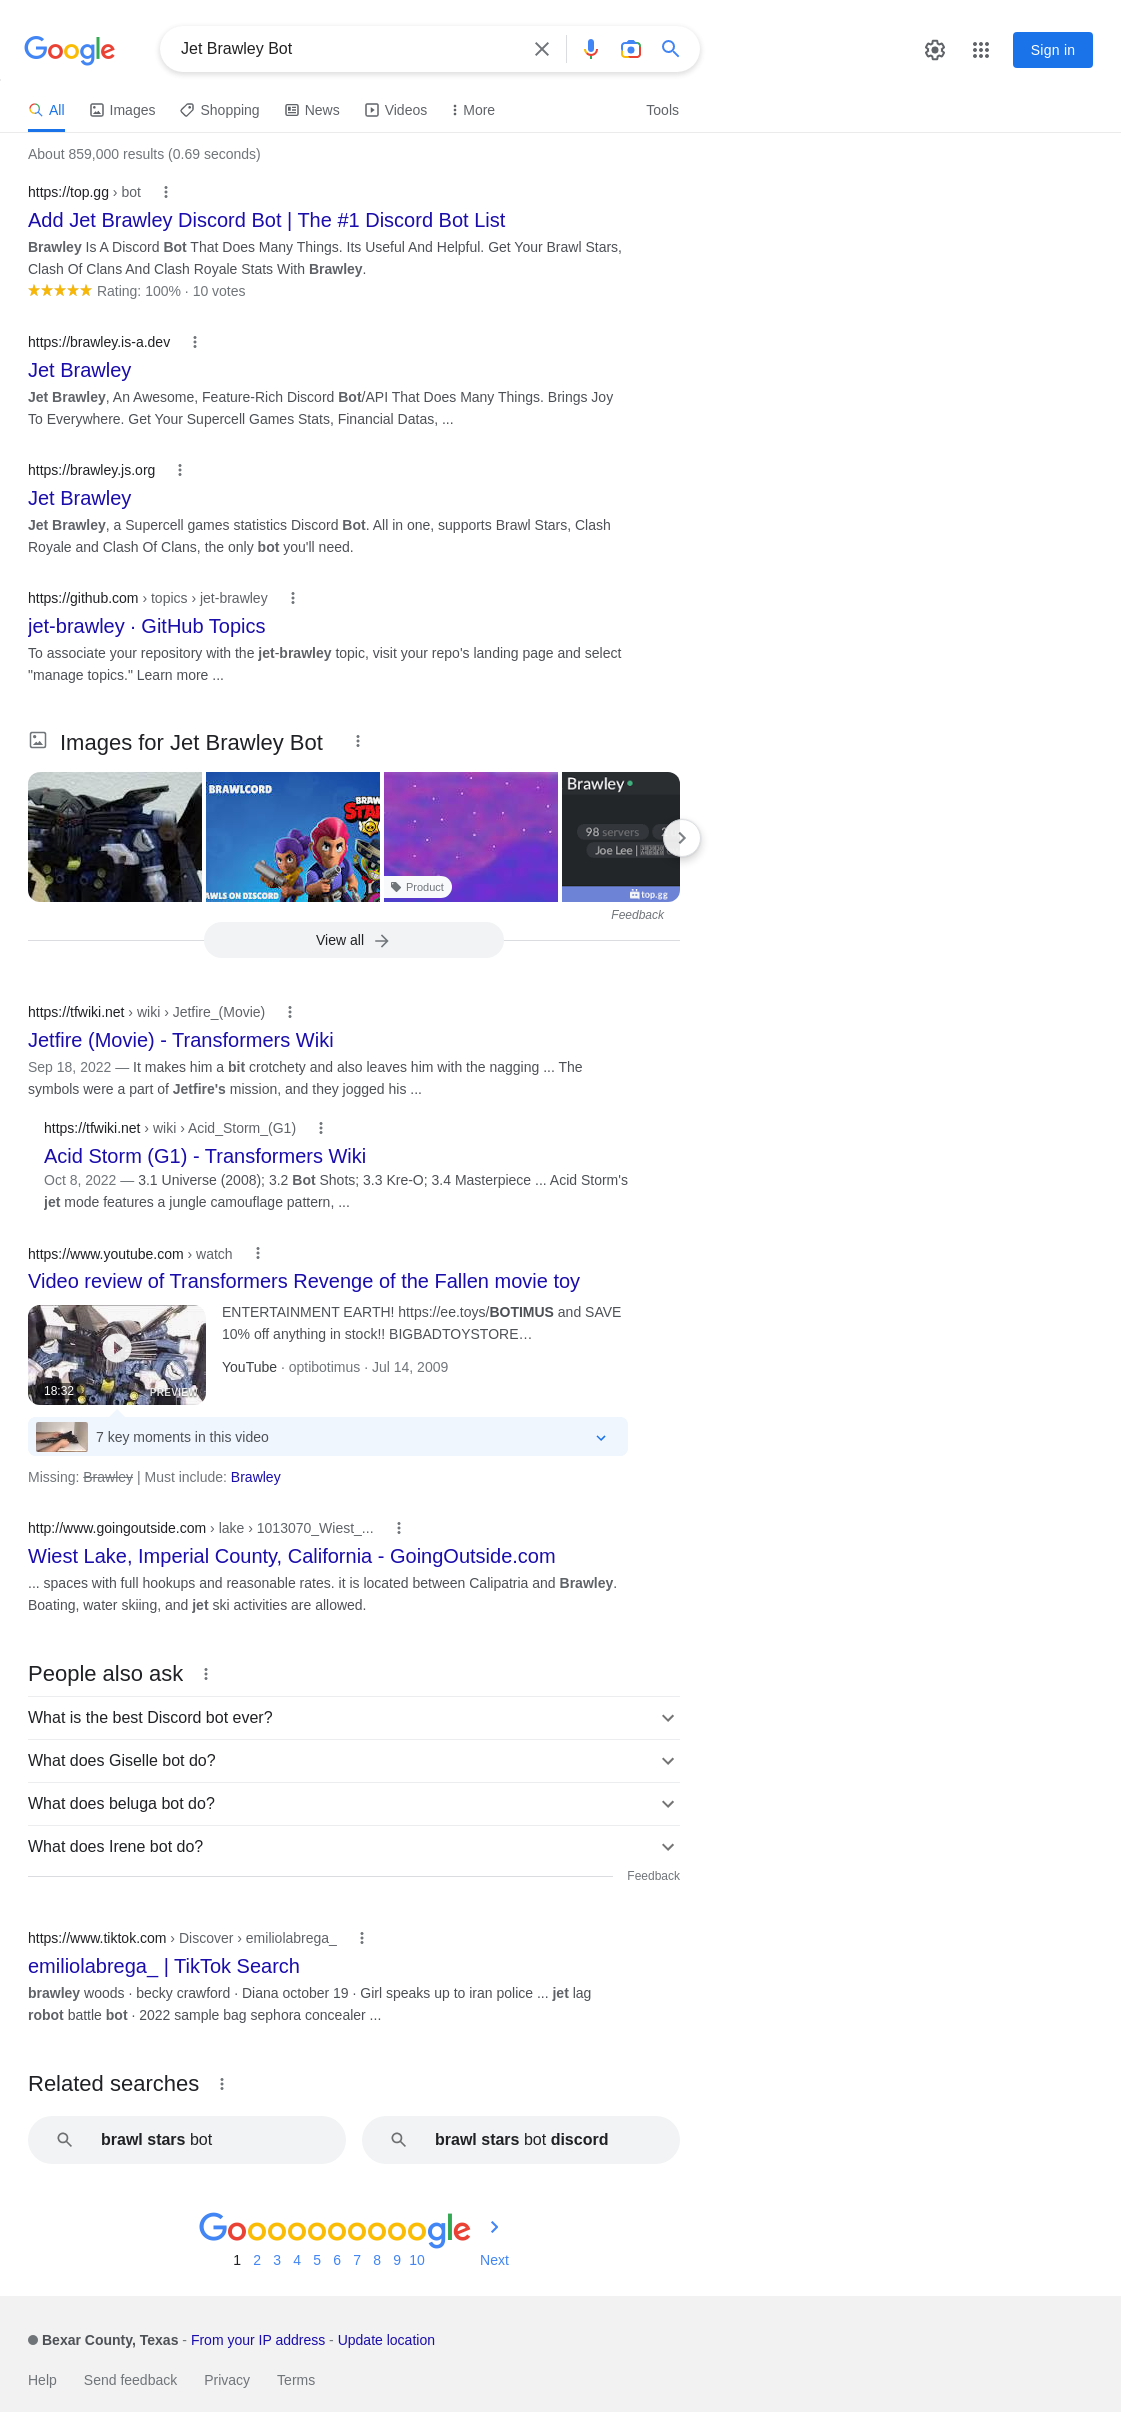 Google
Jet Brawley Bot
Sign in
All
Images
Shopping
News
Videos
More
Tools
About 859,000 results (0.69 seconds)
https://top.gg › bot
Add Jet Brawley Discord Bot | The #1 Discord Bot List
Brawley Is A Discord Bot That Does Many Things. Its Useful And Helpful. Get Your Brawl Stars,
Clash Of Clans And Clash Royale Stats With Brawley.
Rating: 100% · 10 votes
https://brawley.is-a.dev
Jet Brawley
Jet Brawley, An Awesome, Feature-Rich Discord Bot/API That Does Many Things. Brings Joy
To Everywhere. Get Your Supercell Games Stats, Financial Datas, ...
https://brawley.js.org
Jet Brawley
Jet Brawley, a Supercell games statistics Discord Bot. All in one, supports Brawl Stars, Clash
Royale and Clash Of Clans, the only bot you'll need.
https://github.com › topics › jet-brawley
jet-brawley · GitHub Topics
To associate your repository with the jet-brawley topic, visit your repo's landing page and select
"manage topics." Learn more ...
Images for Jet Brawley Bot
BRAWLCORD
BRAW
STA
AWLS ON DISCORD
Product
Brawley
98 servers
2
Joe Lee |
top.gg
Feedback
View all
https://tfwiki.net › wiki › Jetfire_(Movie)
Jetfire (Movie) - Transformers Wiki
Sep 18, 2022 — It makes him a bit crotchety and also leaves him with the nagging ... The
symbols were a part of Jetfire's mission, and they jogged his ...
https://tfwiki.net › wiki › Acid_Storm_(G1)
Acid Storm (G1) - Transformers Wiki
Oct 8, 2022 — 3.1 Universe (2008); 3.2 Bot Shots; 3.3 Kre-O; 3.4 Masterpiece ... Acid Storm's
jet mode features a jungle camouflage pattern, ...
https://www.youtube.com › watch
Video review of Transformers Revenge of the Fallen movie toy
ENTERTAINMENT EARTH! https://ee.toys/BOTIMUS and SAVE
10% off anything in stock!! BIGBADTOYSTORE…
YouTube · optibotimus · Jul 14, 2009
18:32
PREVIEW
7 key moments in this video
Missing: Brawley | Must include: Brawley
http://www.goingoutside.com › lake › 1013070_Wiest_...
Wiest Lake, Imperial County, California - GoingOutside.com
... spaces with full hookups and reasonable rates. it is located between Calipatria and Brawley.
Boating, water skiing, and jet ski activities are allowed.
People also ask
What is the best Discord bot ever?
What does Giselle bot do?
What does beluga bot do?
What does Irene bot do?
Feedback
https://www.tiktok.com › Discover › emiliolabrega_
emiliolabrega_ | TikTok Search
brawley woods · becky crawford · Diana october 19 · Girl speaks up to iran police ... jet lag
robot battle bot · 2022 sample bag sephora concealer ...
Related searches
brawl stars bot
brawl stars bot discord
Goooooooooogle
1 2 3 4 5 6 7 8 9 10 Next
Bexar County, Texas - From your IP address - Update location
Help
Send feedback
Privacy
Terms